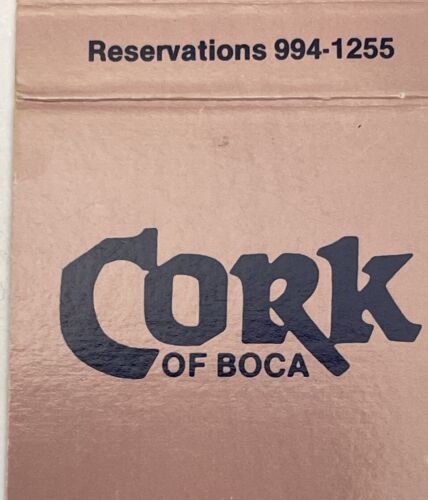 Reservations 994-1255
CORK
OF BOCA